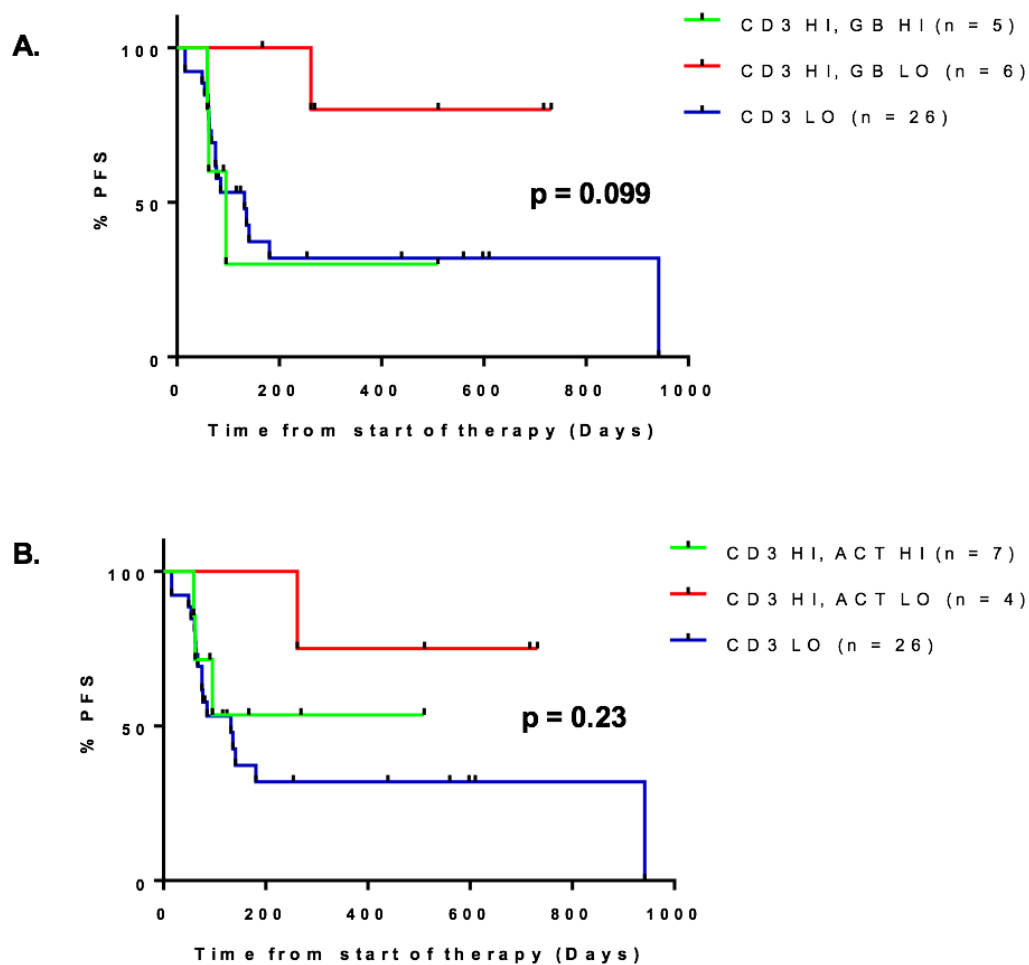 A.
CD3 HI, GB HI (n = 5)
CD3 HI, GB LO (n = 6)
CD3 LO (n = 26)
100
50
0
% PFS
p = 0.099
0 200 400 600 800 1000
Time from start of therapy (Days)
B.
CD3 HI, ACT HI (n = 7)
CD3 HI, ACT LO (n = 4)
CD3 LO (n = 26)
100
50
0
% PFS
p = 0.23
0 200 400 600 800 1000
Time from start of therapy (Days)